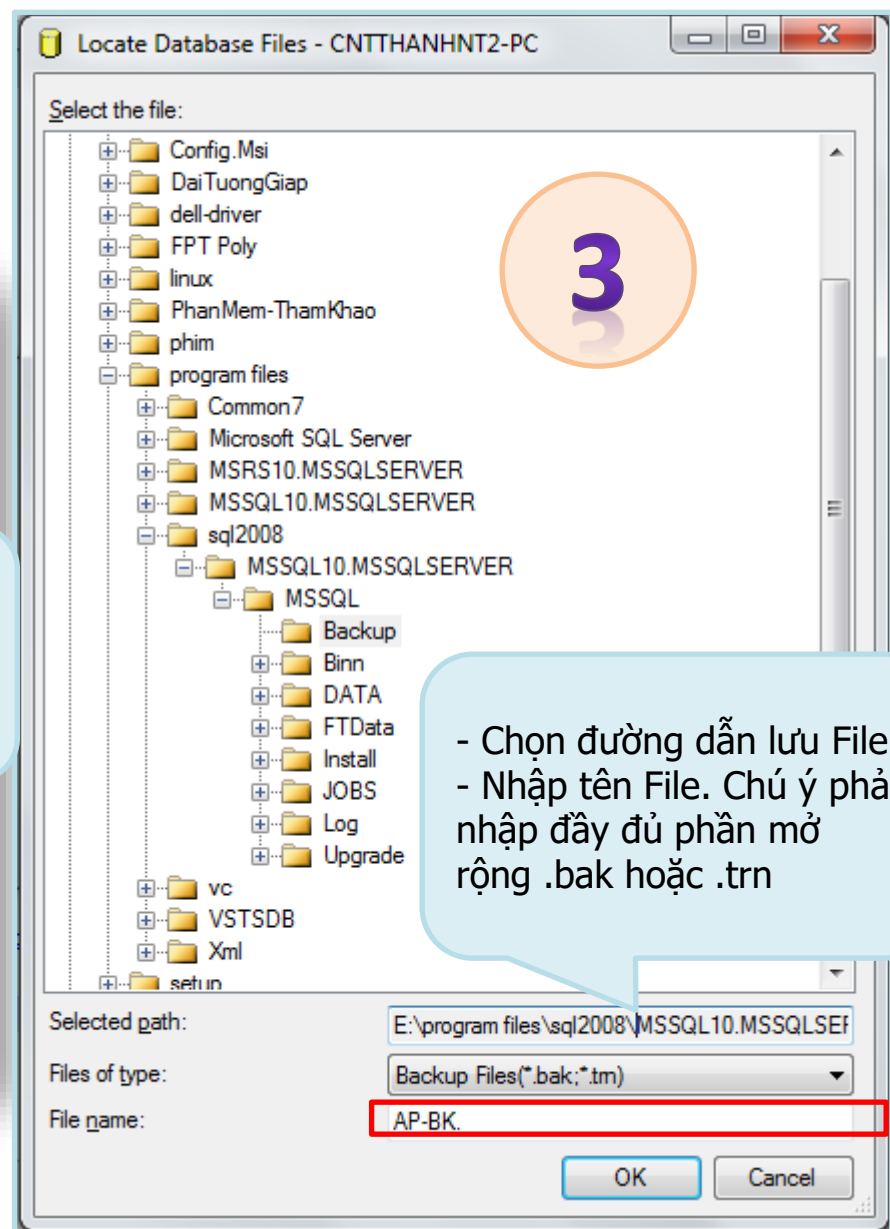 Locate Database Files - CNTTHANHNT2-PC
Select the file:
Config.Msi
DaiTuongGiap
dell-driver
FPT Poly
linux
PhanMem-ThamKhao
phim
program files
Common7
Microsoft SQL Server
MSRS10.MSSQLSERVER
MSSQL10.MSSQLSERVER
sql2008
MSSQL10.MSSQLSERVER
MSSQL
Backup
Binn
DATA
FTData
Install
JOBS
Log
Upgrade
vc
VSTSDB
Xml
setup
3
- Chọn đường dẫn lưu File
- Nhập tên File. Chú ý phả
nhập đầy đủ phần mở
rộng .bak hoặc .trn
Selected path: E:\program files\sql2008\MSSQL10.MSSQLSER
Files of type: Backup Files(*.bak;*.trn)
File name: AP-BK.
OK Cancel